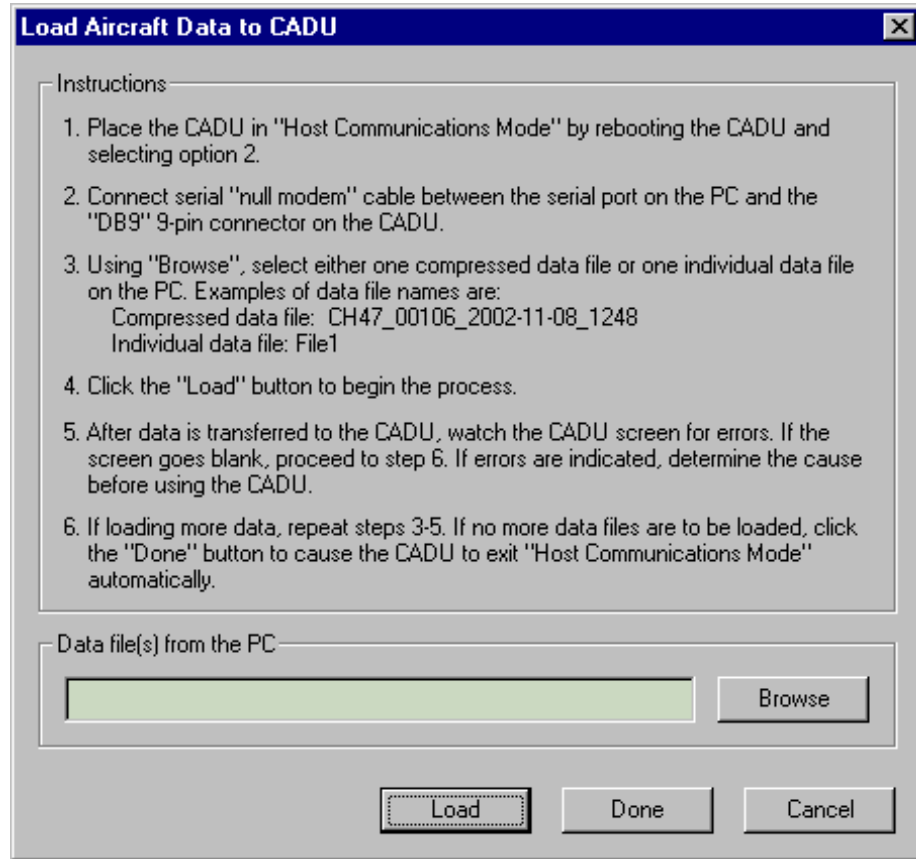 Load Aircraft Data to CADU
Instructions
1. Place the CADU in "Host Communications Mode" by rebooting the CADU and
selecting option 2.
2. Connect serial "null modem" cable between the serial port on the PC and the
"DB9" 9-pin connector on the CADU.
3. Using "Browse", select either one compressed data file or one individual data file
on the PC. Examples of data file names are:
Compressed data file:  CH47_00106_2002-11-08_1248
Individual data file: File1
4. Click the "Load" button to begin the process.
5. After data is transferred to the CADU, watch the CADU screen for errors. If the
screen goes blank, proceed to step 6. If errors are indicated, determine the cause
before using the CADU.
6. If loading more data, repeat steps 3-5. If no more data files are to be loaded, click
the "Done" button to cause the CADU to exit "Host Communications Mode"
automatically.
Data file(s) from the PC
Browse
Load
Done
Cancel